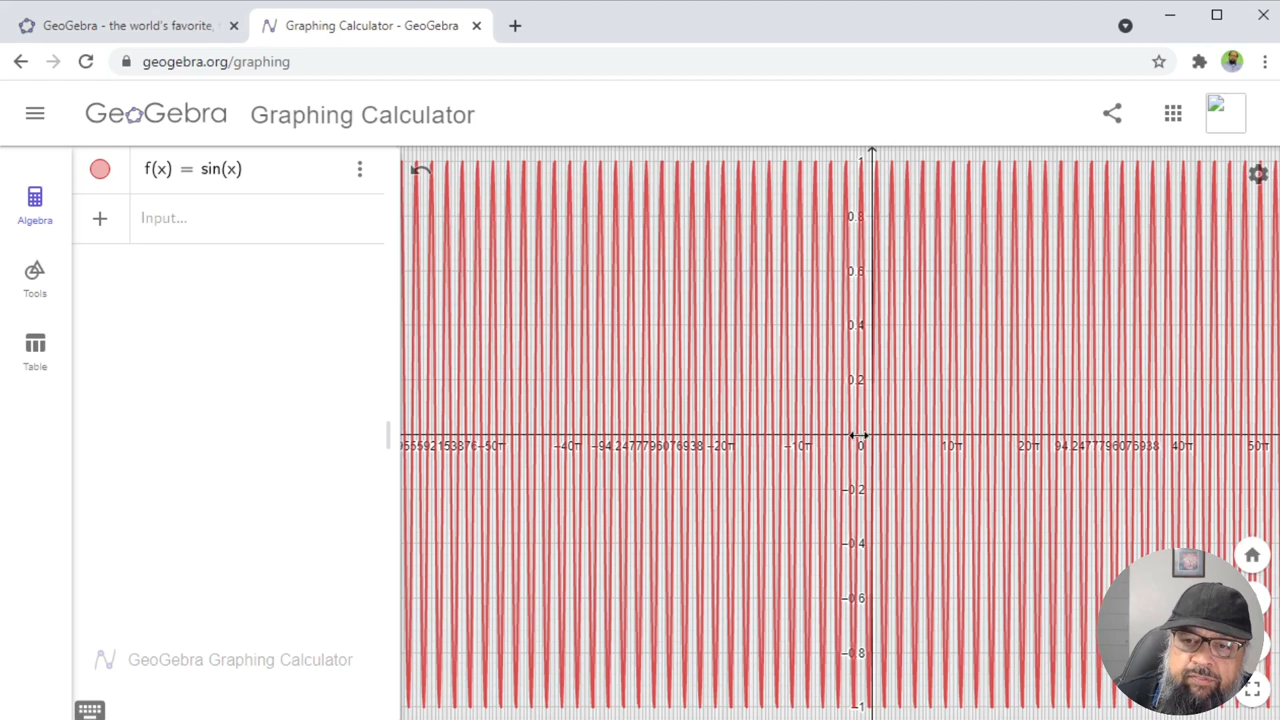 GeoGebra - the world's favorite,
Graphing Calculator - GeoGebra
geogebra.org/graphing
GeoGebra Graphing Calculator
f(x) = sin(x)
Input...
Algebra
Tools
Table
1
0.8
0.6
0.4
0.2
955592153876 −50π −40π −94.2477796076938 −20π −10π 0 10π 20π 94.2477796076938 40π 50π
−0.2
−0.4
−0.6
−0.8
−1
GeoGebra Graphing Calculator